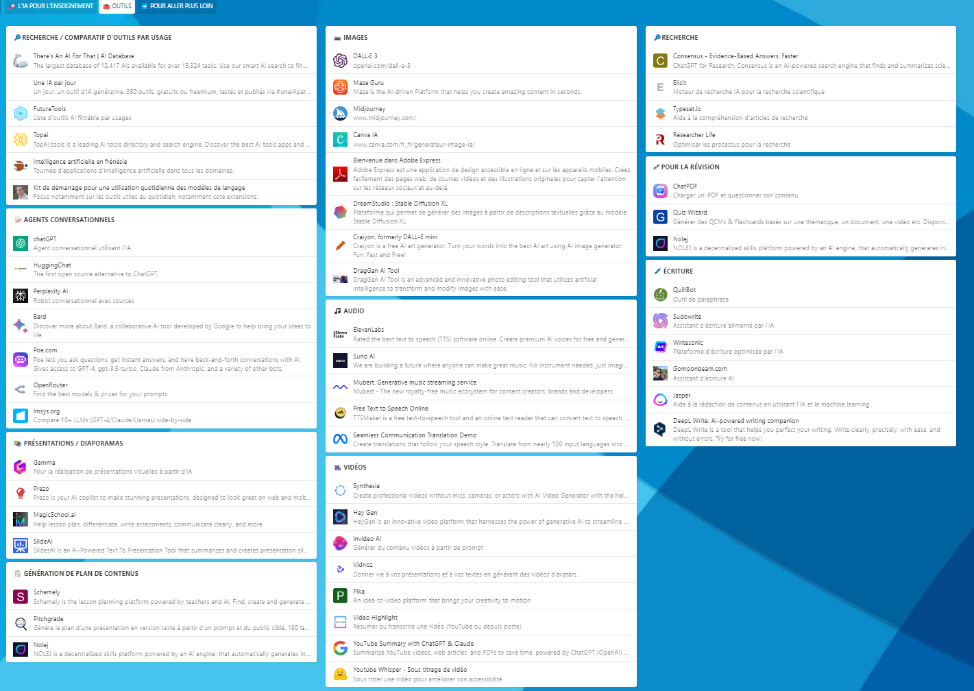 L'IA POUR L'ENSEIGNEMENT
OUTILS
POUR ALLER PLUS LOIN
RECHERCHE / COMPARATIF D'OUTILS PAR USAGE
There's An AI For That | AI Database
The largest database of 12,417 AIs available for over 15,324 tasks. Use our smart AI search to fin...
Une IA par jour
Un jour, un outil d'IA générative. 350 outils, gratuits ou freemium, testés et publiés via #unaiApar...
FutureTools
Liste d'outils AI filtrable par usages
Topai
TopAI.tools is a leading AI tools directory and search engine. Discover the best AI tools,apps and ...
Intelligence artificielle en frénésie
Tournée d'applications d'Intelligence artificielle dans tous les domaines.
Kit de démarrage pour une utilisation quotidienne des modèles de langage
Focus notamment sur les outils utiles au quotidien, notamment coté extensions.
AGENTS CONVERSATIONNELS
chatGPT
Agent conversationnel utilisant l'IA
HuggingChat
The first open source alternative to ChatGPT.
Perplexity AI
Robot conversationnel avec sources
Bard
Discover more about Bard, a collaborative AI tool developed by Google to help bring your ideas to
life.
Poe.com
Poe lets you ask questions, get instant answers, and have back-and-forth conversations with AI.
Gives access to GPT-4, gpt-3.5-turbo, Claude from Anthropic, and a variety of other bots.
OpenRouter
Find the best models & prices for your prompts
lmsys.org
Compare 10+ LLMs (GPT-4/Claude/Llamas) side-by-side
PRÉSENTATIONS / DIAPORAMAS
Gamma
Pour la réalisation de présentations visuelles à partir d'IA
Prezo
Prezo is your AI copilot to make stunning presentations, designed to look great on web and mob...
MagicSchool.ai
Help lesson plan, differentiate, write assessments, communicate clearly, and more.
SlideAI
SlidesAI is an AI-Powered Text To Presentation Tool that summarizes and creates presentation sli...
GÉNÉRATION DE PLAN DE CONTENUS
Schemely
Schemely is the lesson planning platform powered by teachers and AI. Find, create and generate ...
Pitchgrade
Génère le plan d'une présentation en version texte à partir d'un prompt et du public ciblé. 180 la...
Nolej
NOLEJ is a decentralized skills platform powered by an AI engine, that automatically generates in...
IMAGES
DALL·E 3
openai.com/dall-e-3
Maze Guru
Maze is the AI-driven Platform that helps you create amazing content in seconds.
Midjourney
www.midjourney.com/
Canva IA
www.canva.com/fr_fr/generateur-image-ia/
Bienvenue dans Adobe Express
Adobe Express est une application de design accessible en ligne et sur les appareils mobiles. Créez
facilement des pages web, de courtes vidéos et des illustrations originales pour capter l'attention
sur les réseaux sociaux et au-delà.
DreamStudio : Stable Diffusion XL
Plateforme qui permet de générer des images à partir de descriptions textuelles grâce au modèle
Stable Diffusion XL
Craiyon, formerly DALL-E mini
Craiyon is a free AI art generator. Turn your words into the best AI art using AI image generator.
Fun, Fast and Free!
DragGan AI Tool
DragGan AI Tool is an advanced and innovative photo editing tool that utilizes artificial
intelligence to transform and modify images with ease.
AUDIO
ElevenLabs
Rated the best text to speech (TTS) software online. Create premium AI voices for free and gener...
Suno AI
We are building a future where anyone can make great music. No instrument needed, just imagi...
Mubert. Generative music streaming service
Mubert - The new royalty-free music ecosystem for content creators, brands and developers.
Free Text to Speech Online
TTSMaker is a free text-to-speech tool and an online text reader that can convert text to speech, ...
Seamless Communication Translation Demo
Create translations that follow your speech style. Translate from nearly 100 input languages into ...
VIDÉOS
Synthesia
Create professional videos without mics, cameras, or actors with AI Video Generator with the hel...
Hey Gen
HeyGen is an innovative video platform that harnesses the power of generative AI to streamline ...
Invideo AI
Générer du contenu vidéo à partir de prompt
Vidnoz
Donner vie à vos présentations et à vos textes en générant des vidéos d'avatars.
Pika
An idea-to-video platform that brings your creativity to motion
Video Highlight
Résumer ou transcrire une vidéo (YouTube ou depuis poste)
YouTube Summary with ChatGPT & Claude
Summarize YouTube videos, web articles, and PDFs to save time, powered by ChatGPT (OpenAI) ...
Youtube Whisper - Sous titrage de vidéo
Sous titrer une vidéo pour améliorer son accessibilité
RECHERCHE
Consensus - Evidence-Based Answers, Faster
ChatGPT for Research: Consensus is an AI-powered search engine that finds and summarizes scie...
Elicit
Moteur de recherche IA pour la recherche scientifique
Typeset.io
Aide à la compréhension d'articles de recherche
Researcher Life
Optimiser les processus pour la recherche
POUR LA RÉVISION
ChatPDF
Charger un .PDF et questionner son contenu
Quiz Wizard
Générer des QCMs & Flashcards basés sur une thématique, un document, une vidéo etc. Disponi...
Nolej
NOLEJ is a decentralized skills platform powered by an AI engine, that automatically generates in...
ÉCRITURE
QuillBot
Outil de paraphrase
Sudowrite
Assistant d'écriture alimenté par l'IA
Writesonic
Plateforme d'écriture optimisée par l'IA
Gomoonbeam.com
Assistant d'écriture AI
Jasper
Aide à la rédaction de contenus en utilisant l'IA et le machine learning
DeepL Write: AI-powered writing companion
DeepL Write is a tool that helps you perfect your writing. Write clearly, precisely, with ease, and
without errors. Try for free now!